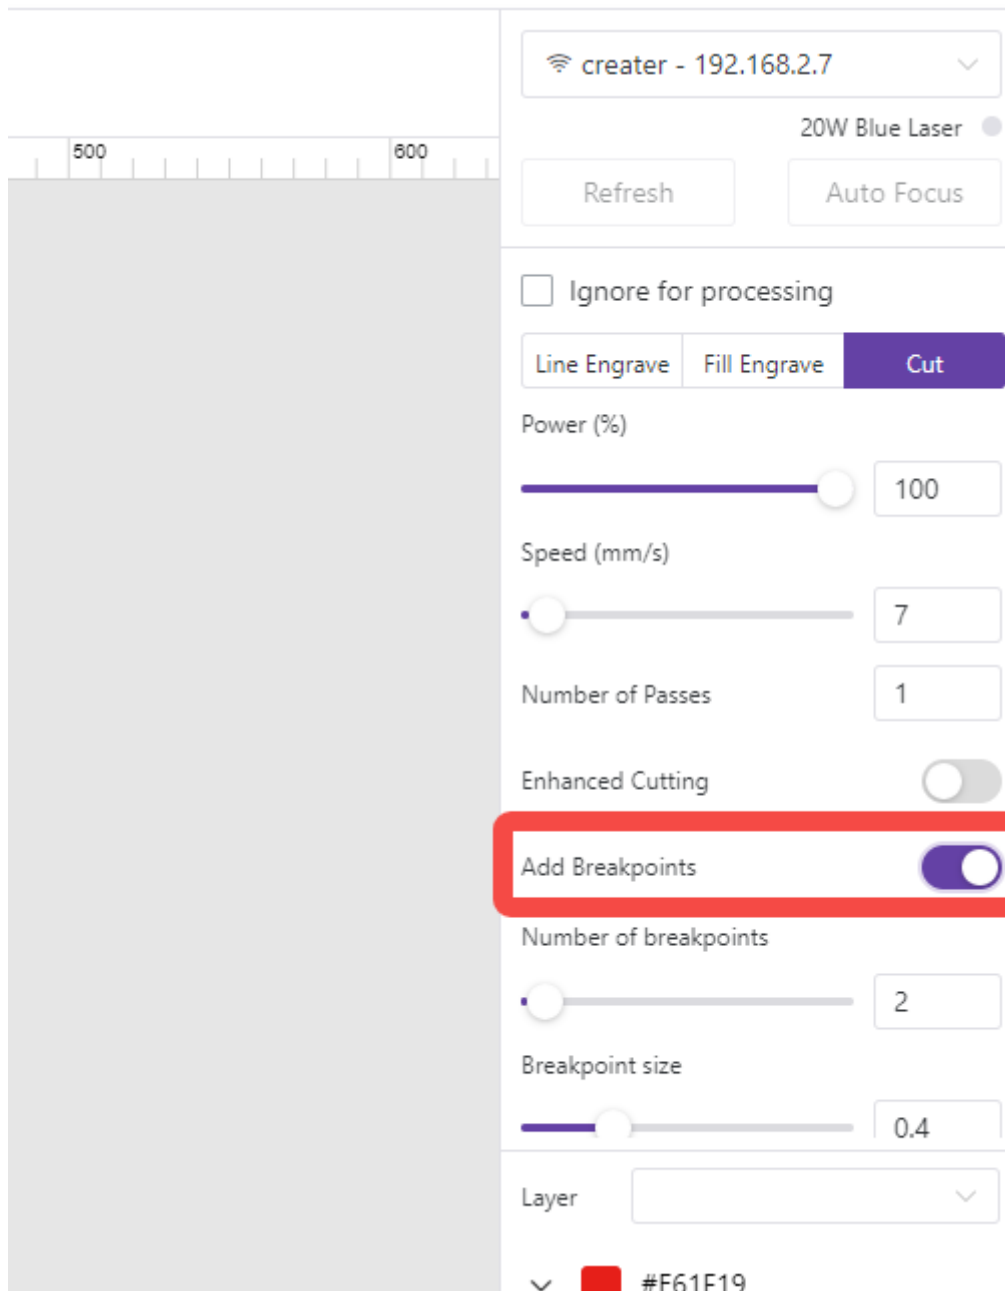 creater - 192.168.2.7
20W Blue Laser
500 600
Refresh Auto Focus
Ignore for processing
Line Engrave Fill Engrave Cut
Power (%)
100
Speed (mm/s)
7
Number of Passes 1
Enhanced Cutting
Add Breakpoints
Number of breakpoints
2
Breakpoint size
0.4
Layer
#E61F19